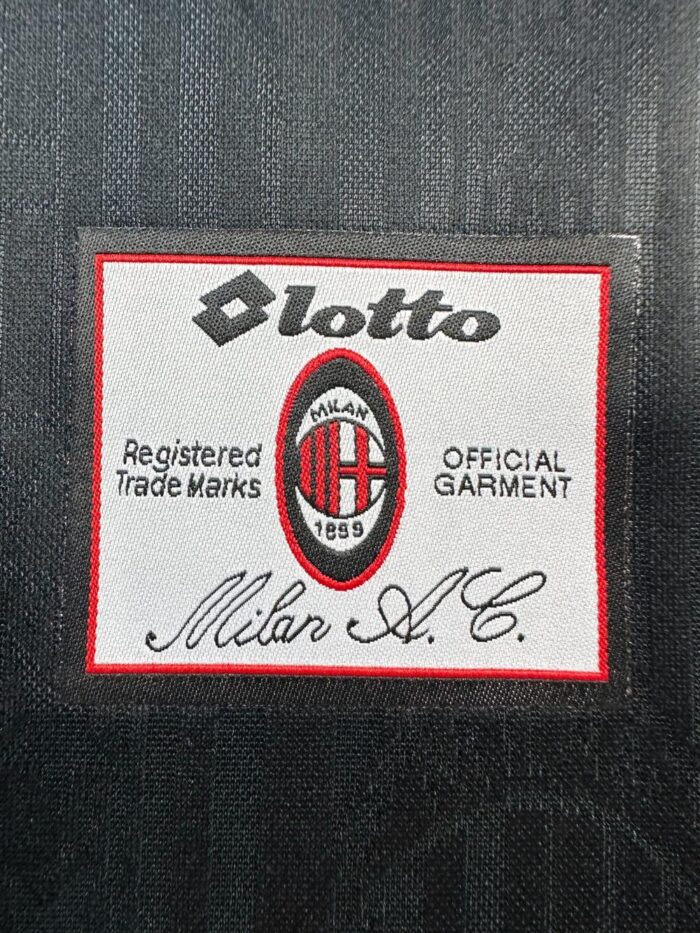 lotto
MILAN
1899
Registered
Trade Marks
OFFICIAL
GARMENT
Milan A.C.